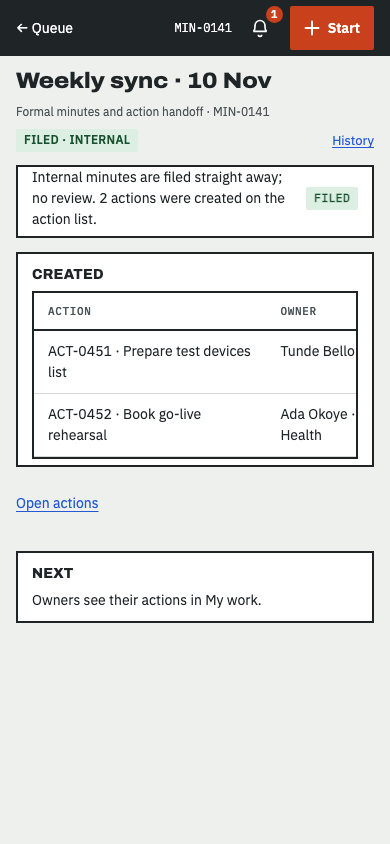 ← Queue
MIN-0141
1
+ Start
Weekly sync · 10 Nov
Formal minutes and action handoff · MIN-0141
FILED · INTERNAL
History
Internal minutes are filed straight away;
no review. 2 actions were created on the
action list.
FILED
CREATED
ACTION
OWNER
ACT-0451 · Prepare test devices
list
Tunde Bello
ACT-0452 · Book go-live
rehearsal
Ada Okoye ·
Health
Open actions
NEXT
Owners see their actions in My work.